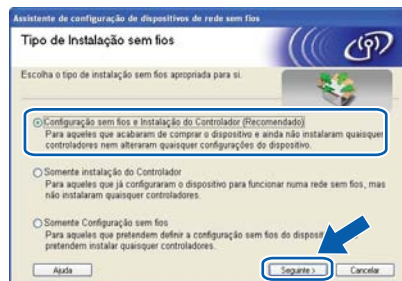 Assistente de configuração de dispositivos de rede sem fios
Tipo de Instalação sem fios
Escolha o tipo de instalação sem fios apropriada para si.
Configuração sem fios e Instalação do Controlador (Recomendado)
Para aqueles que acabaram de comprar o dispositivo e ainda não instalaram quaisquer
controladores nem alteraram quaisquer configurações do dispositivo.
Somente instalação do Controlador
Para aqueles que já configuraram o dispositivo para funcionar numa rede sem fios, mas
não instalaram quaisquer controladores.
Somente Configuração sem fios
Para aqueles que pretendem definir a configuração sem fios do
pretendem instalar quaisquer controladores.
Ajuda
Seguinte >
Cancelar